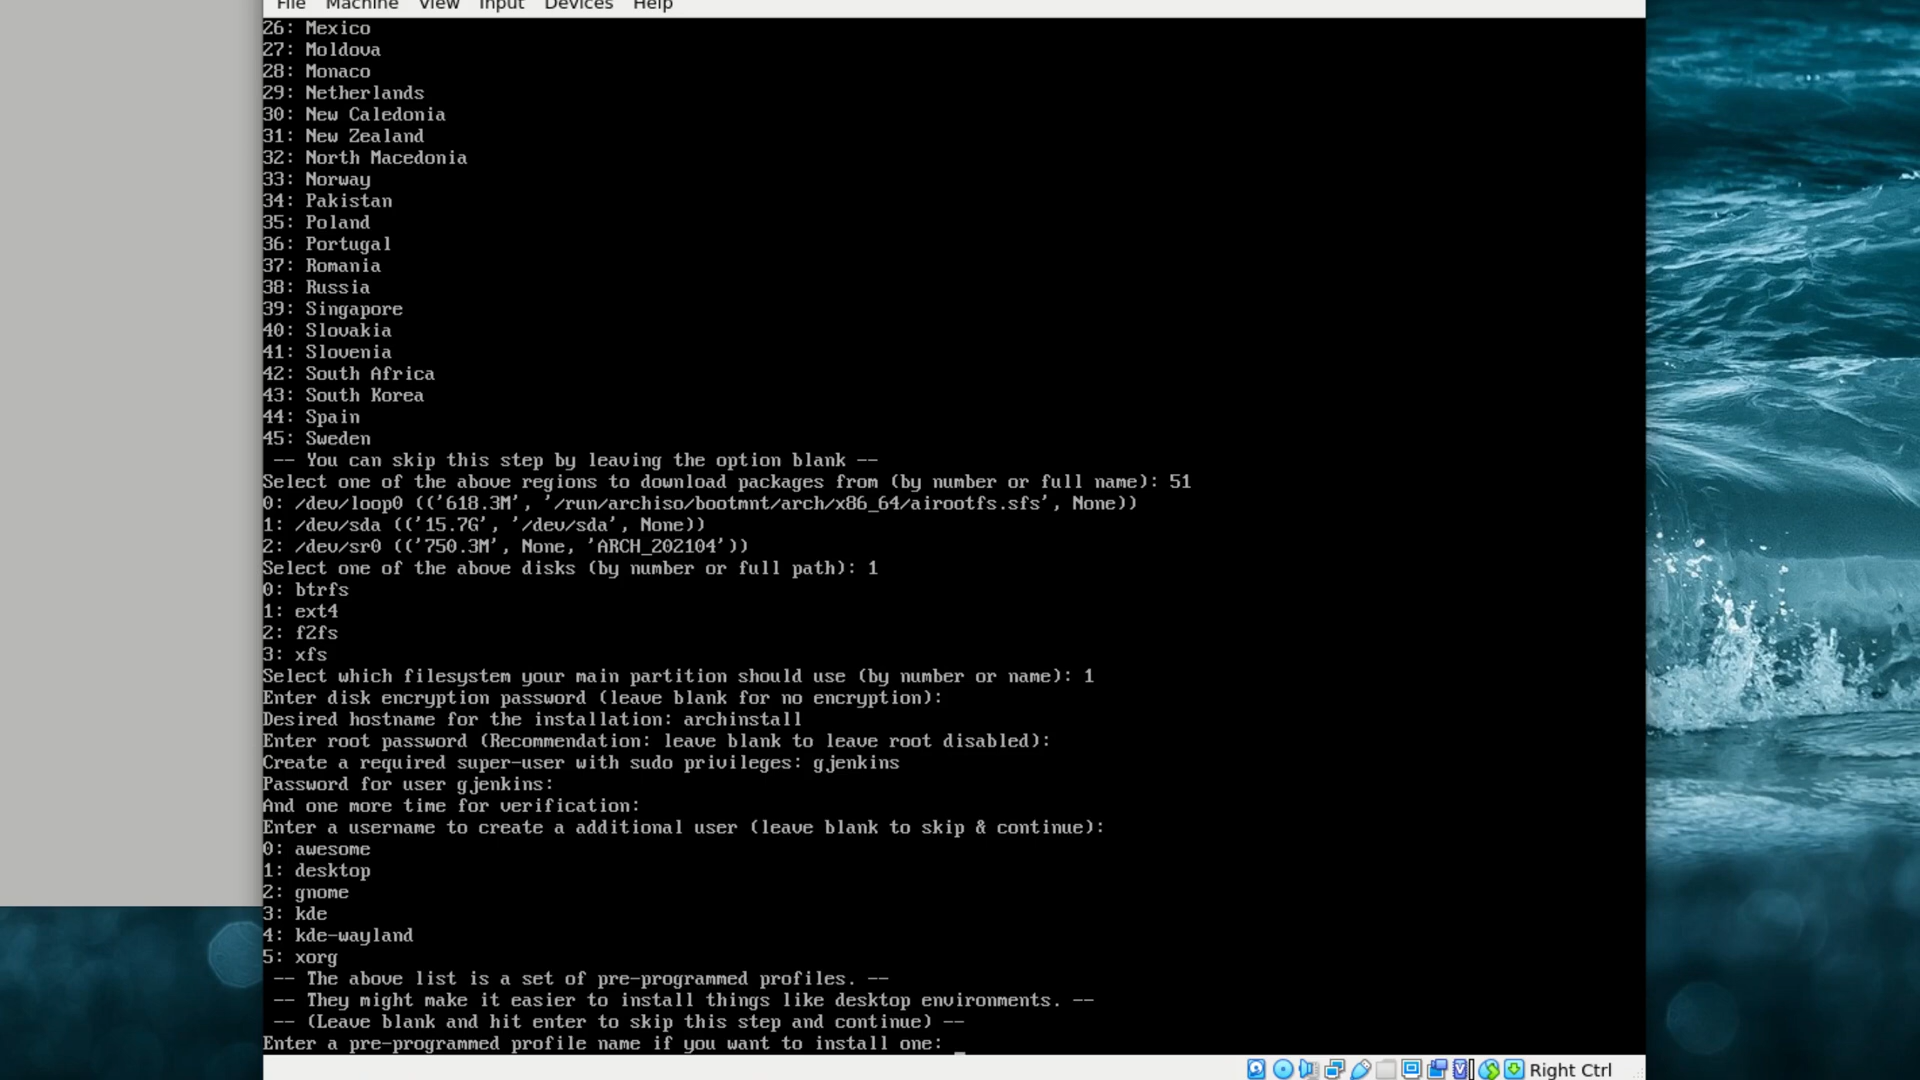 File Machine View Input Devices Help
26: Mexico
27: Moldova
28: Monaco
29: Netherlands
30: New Caledonia
31: New Zealand
32: North Macedonia
33: Norway
34: Pakistan
35: Poland
36: Portugal
37: Romania
38: Russia
39: Singapore
40: Slovakia
41: Slovenia
42: South Africa
43: South Korea
44: Spain
45: Sweden
-- You can skip this step by leaving the option blank --
Select one of the above regions to download packages from (by number or full name): 51
0: /dev/loop0 (('618.3M', '/run/archiso/bootmnt/arch/x86_64/airootfs.sfs', None))
1: /dev/sda (('15.7G', '/dev/sda', None))
2: /dev/sr0 (('750.3M', None, 'ARCH_202104'))
Select one of the above disks (by number or full path): 1
0: btrfs
1: ext4
2: f2fs
3: xfs
Select which filesystem your main partition should use (by number or name): 1
Enter disk encryption password (leave blank for no encryption):
Desired hostname for the installation: archinstall
Enter root password (Recommendation: leave blank to leave root disabled):
Create a required super-user with sudo privileges: gjenkins
Password for user gjenkins:
And one more time for verification:
Enter a username to create a additional user (leave blank to skip & continue):
0: awesome
1: desktop
2: gnome
3: kde
4: kde-wayland
5: xorg
-- The above list is a set of pre-programmed profiles. --
-- They might make it easier to install things like desktop environments. --
-- (Leave blank and hit enter to skip this step and continue) --
Enter a pre-programmed profile name if you want to install one: _
Right Ctrl